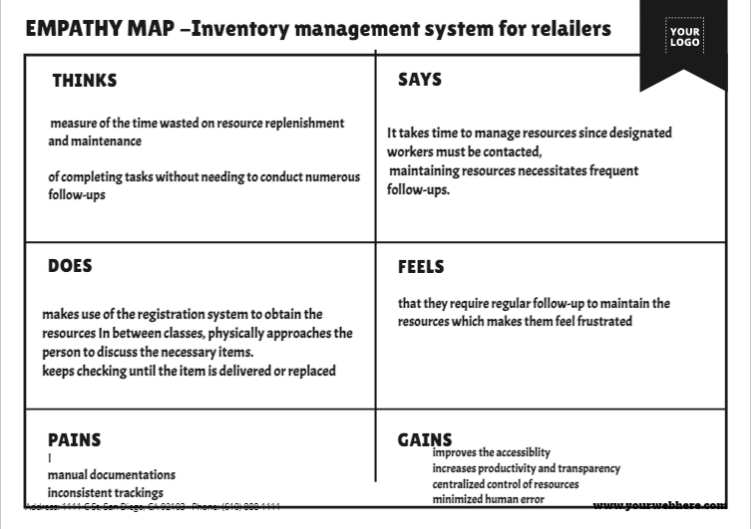 EMPATHY MAP –Inventory management system for relailers
YOUR
LOGO
THINKS
measure of the time wasted on resource replenishment
and maintenance
of completing tasks without needing to conduct numerous
follow-ups
SAYS
It takes time to manage resources since designated
workers must be contacted,
maintaining resources necessitates frequent
follow-ups.
DOES
makes use of the registration system to obtain the
resources In between classes, physically approaches the
person to discuss the necessary items.
keeps checking until the item is delivered or replaced
FEELS
that they require regular follow-up to maintain the
resources which makes them feel frustrated
PAINS
I
manual documentations
inconsistent trackings
GAINS
improves the accessiblity
increases productivity and transparency
centralized control of resources
minimized human error
Address: 1111 C St, San Diego, CA 92103 - Phone: (619) 888-1111
www.yourwebhere.com